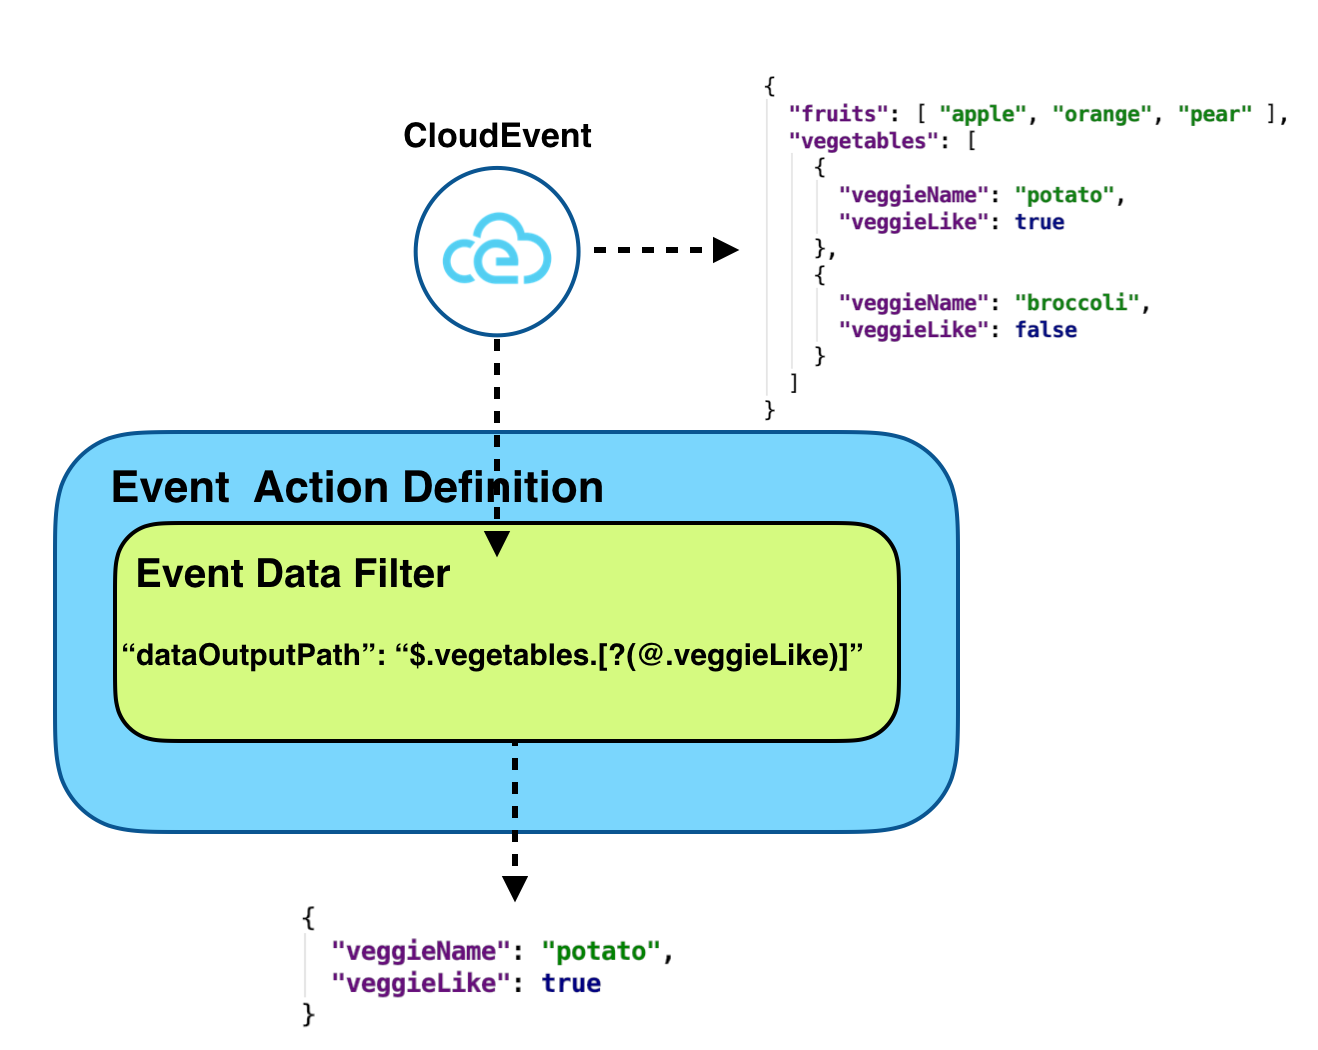 CloudEvent
{
"fruits": [ "apple", "orange", "pear" ],
"vegetables": [
{
"veggieName": "potato",
"veggieLike": true
},
{
"veggieName": "broccoli",
"veggieLike": false
}
]
}
Event  Action Definition
Event Data Filter
“dataOutputPath”: “$.vegetables.[?(@.veggieLike)]”
{
"veggieName": "potato",
"veggieLike": true
}